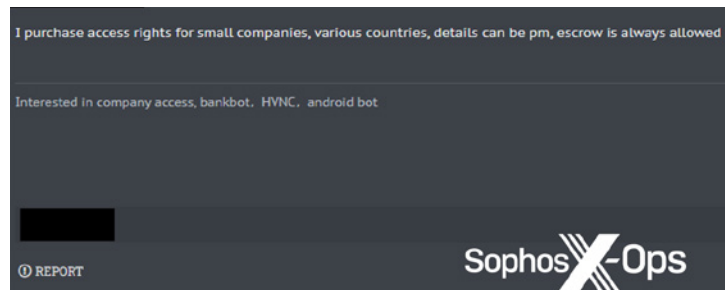 I purchase access rights for small companies, various countries, details can be pm, escrow is always allowed
Interested in company access, bankbot, HVNC, android bot
REPORT
Sophos X-Ops